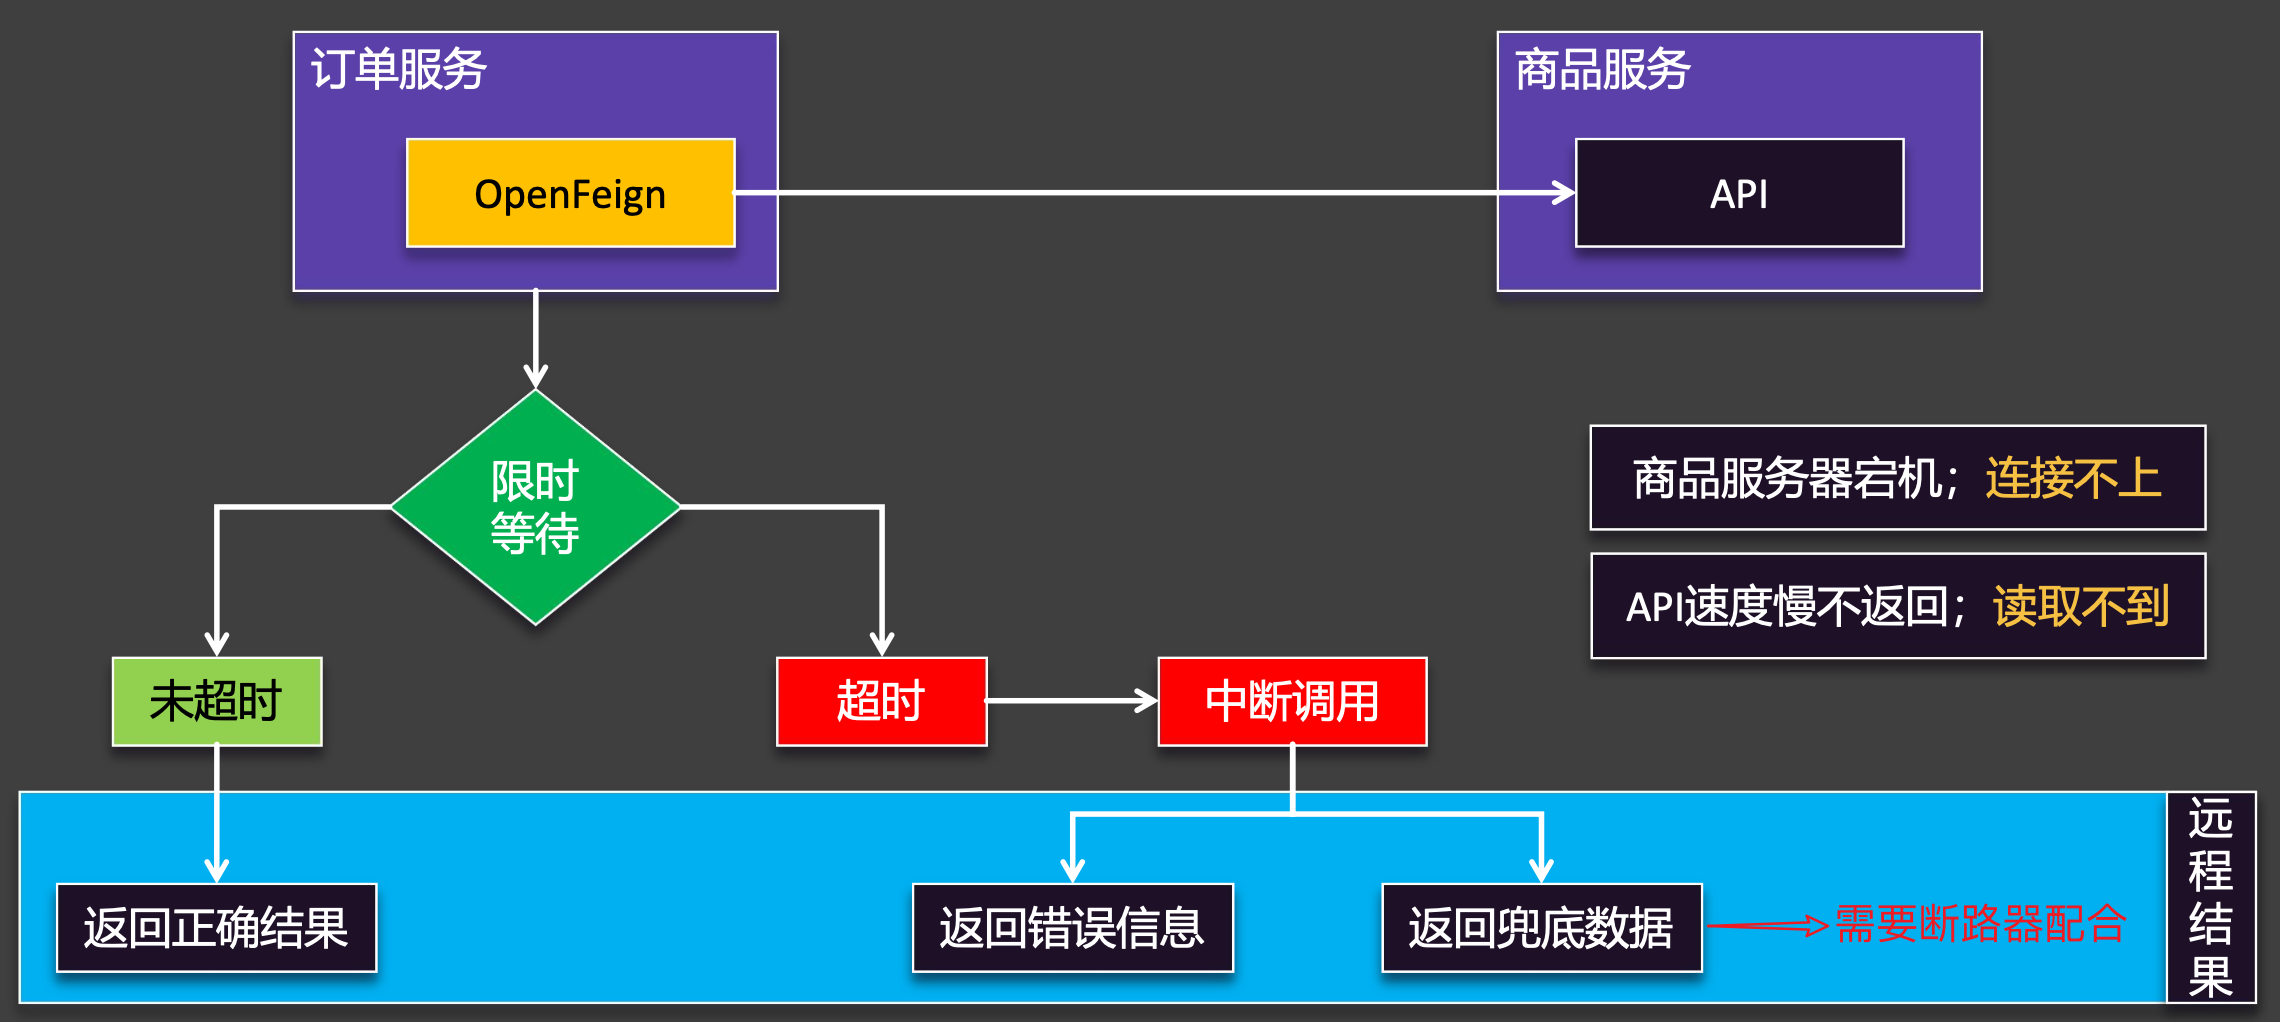 订单服务
商品服务
OpenFeign
API
限时
等待
商品服务器宕机；连接不上
API速度慢不返回；读取不到
未超时
超时
中断调用
返回正确结果
返回错误信息
返回兜底数据
需要断路器配合
远
程
结
果